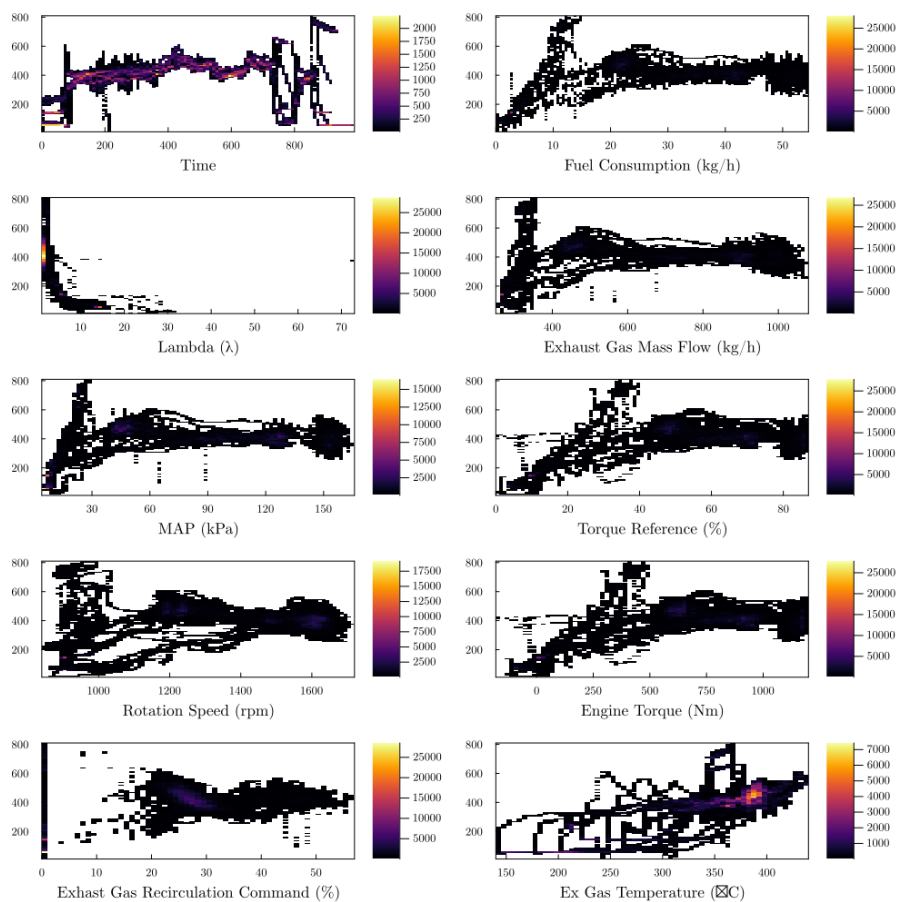 800 600 400 200
0 200 400 600 800
Time
2000 1750 1500 1250 1000 750 500 250
800 600 400 200
0 10 20 30 40 50
Fuel Consumption (kg/h)
25000 20000 15000 10000 5000
800 600 400 200
10 20 30 40 50 60 70
Lambda (λ)
25000 20000 15000 10000 5000
800 600 400 200
400 600 800 1000
Exhaust Gas Mass Flow (kg/h)
25000 20000 15000 10000 5000
800 600 400 200
30 60 90 120 150
MAP (kPa)
15000 12500 10000 7500 5000 2500
800 600 400 200
0 20 40 60 80
Torque Reference (%)
25000 20000 15000 10000 5000
800 600 400 200
1000 1200 1400 1600
Rotation Speed (rpm)
17500 15000 12500 10000 7500 5000 2500
800 600 400 200
0 250 500 750 1000
Engine Torque (Nm)
25000 20000 15000 10000 5000
800 600 400 200
0 10 20 30 40 50
Exhast Gas Recirculation Command (%)
25000 20000 15000 10000 5000
800 600 400 200
150 200 250 300 350 400
Ex Gas Temperature (☒C)
7000 6000 5000 4000 3000 2000 1000